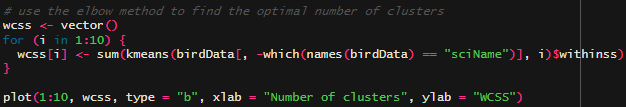 # use the elbow method to find the optimal number of clusters
wcss <- vector()
for (i in 1:10) {
  wcss[i] <- sum(kmeans(birdData[, -which(names(birdData) == "sciName")], i)$withinss)
}
plot(1:10, wcss, type = "b", xlab = "Number of clusters", ylab = "WCSS")